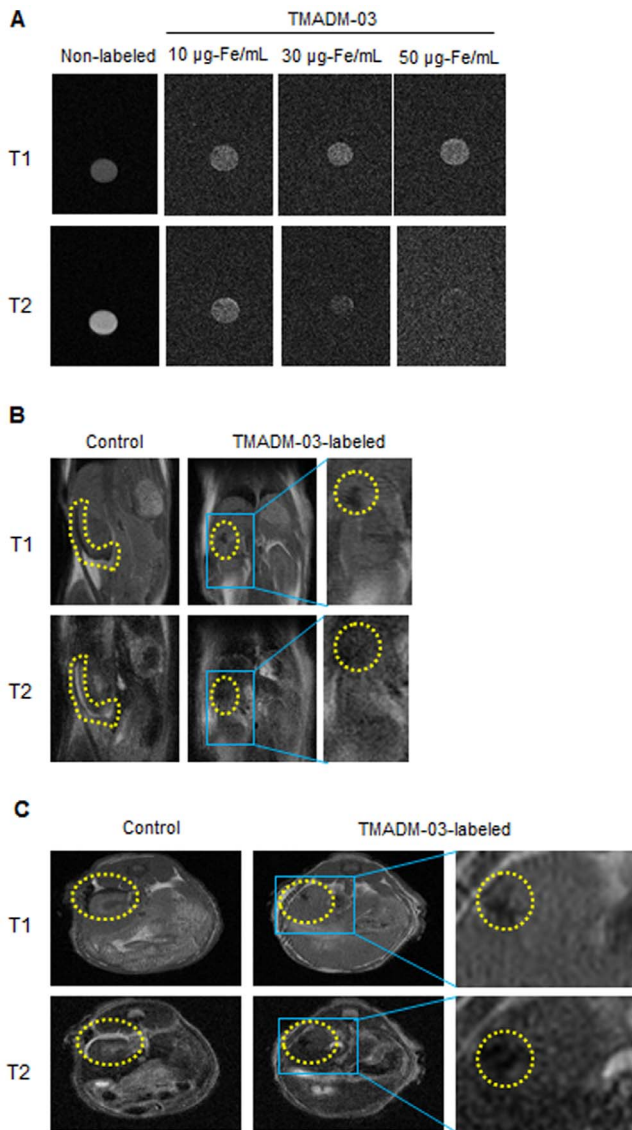 A
TMADM-03
Non-labeled 10 µg-Fe/mL 30 µg-Fe/mL 50 µg-Fe/mL
T1
T2
B
Control TMADM-03-labeled
T1
T2
C
Control TMADM-03-labeled
T1
T2